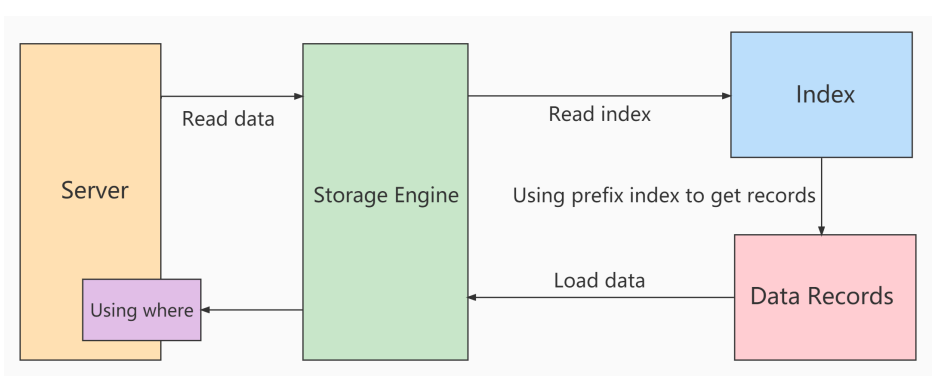 Index
Read data
Read index
Server
Storage Engine
Using prefix index to get records
Load data
Data Records
Using where